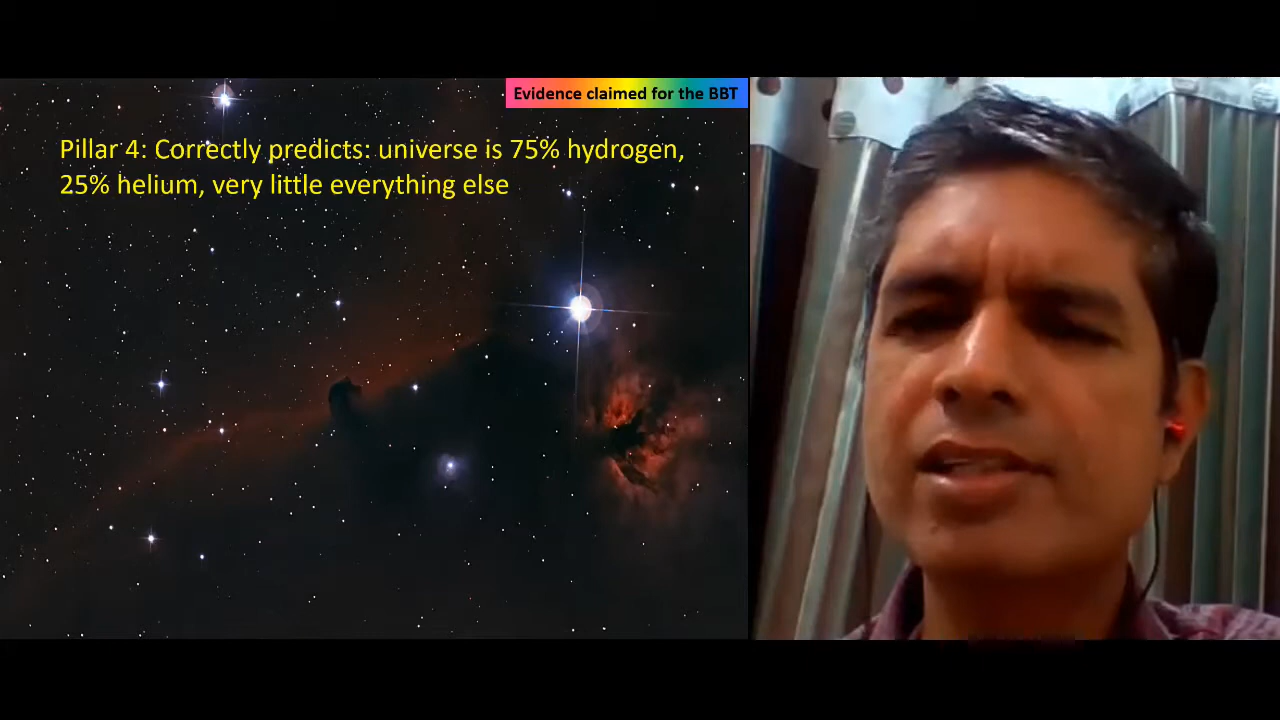 Evidence claimed for the BBT
Pillar 4: Correctly predicts: universe is 75% hydrogen,
25% helium, very little everything else